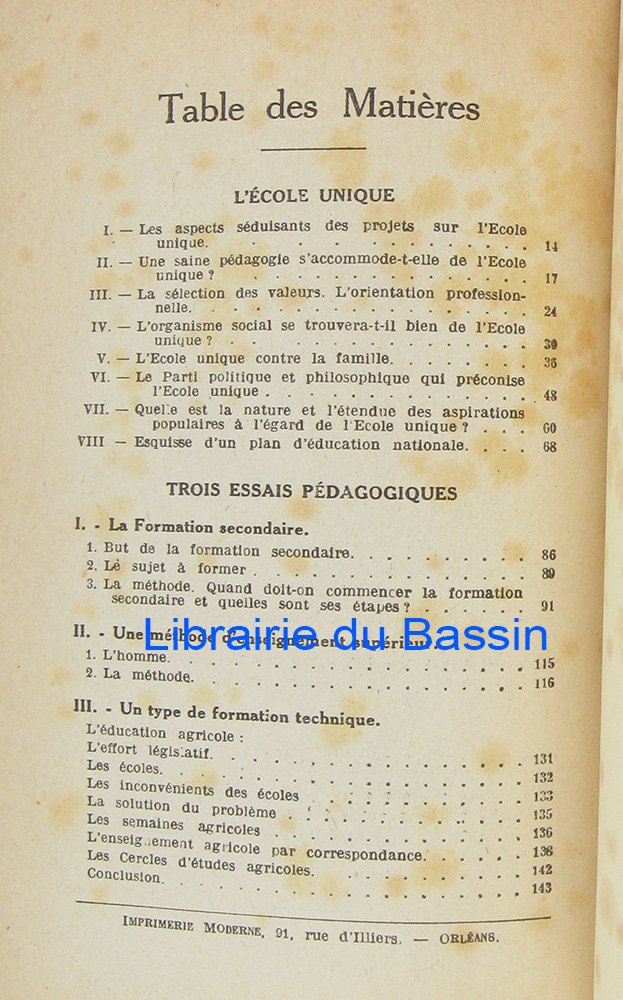 Table des Matières
L'ÉCOLE UNIQUE
I. — Les aspects séduisants des projets sur l'Ecole
unique. . . . . . . . . . . . 14
II. — Une saine pédagogie s'accommode-t-elle de l'Ecole
unique ? . . . . . . . . . . . . 17
III. — La sélection des valeurs. L'orientation profession-
nelle. . . . . . . . . . . . . 24
IV. — L'organisme social se trouvera-t-il bien de l'Ecole
unique ? . . . . . . . . . . . . 30
V. — L'Ecole unique contre la famille. . . . . . . 36
VI. — Le Parti politique et philosophique qui préconise
l'Ecole unique . . . . . . . . . . . 48
VII. — Quelle est la nature et l'étendue des aspirations
populaires à l'égard de l'Ecole unique ? . . . 60
VIII — Esquisse d'un plan d'éducation nationale. . . . 68
TROIS ESSAIS PÉDAGOGIQUES
I. - La Formation secondaire.
1. But de la formation secondaire. . . . . . . . . 86
2. Le sujet à former . . . . . . . . . . . . 89
3. La méthode. Quand doit-on commencer la formation
secondaire et quelles sont ses étapes ? . . . . . . 91
II. - Une méthode d'enseignement supérieur.
Librairie du Bassin
1. L'homme. . . . . . . . . . . . . . . 115
2. La méthode. . . . . . . . . . . . . . 116
III. - Un type de formation technique.
L'éducation agricole :
L'effort législatif. . . . . . . . . . . . . 131
Les écoles. . . . . . . . . . . . . . . 132
Les inconvénients des écoles . . . . . . . . . 133
La solution du problème . . . . . . . . . . 135
Les semaines agricoles . . . . . . . . . . . 136
L'enseignement agricole par correspondance. . . . . . 138
Les Cercles d'études agricoles. . . . . . . . . 142
Conclusion. . . . . . . . . . . . . . . 143
IMPRIMERIE MODERNE, 91, rue d'Illiers. — ORLÉANS.